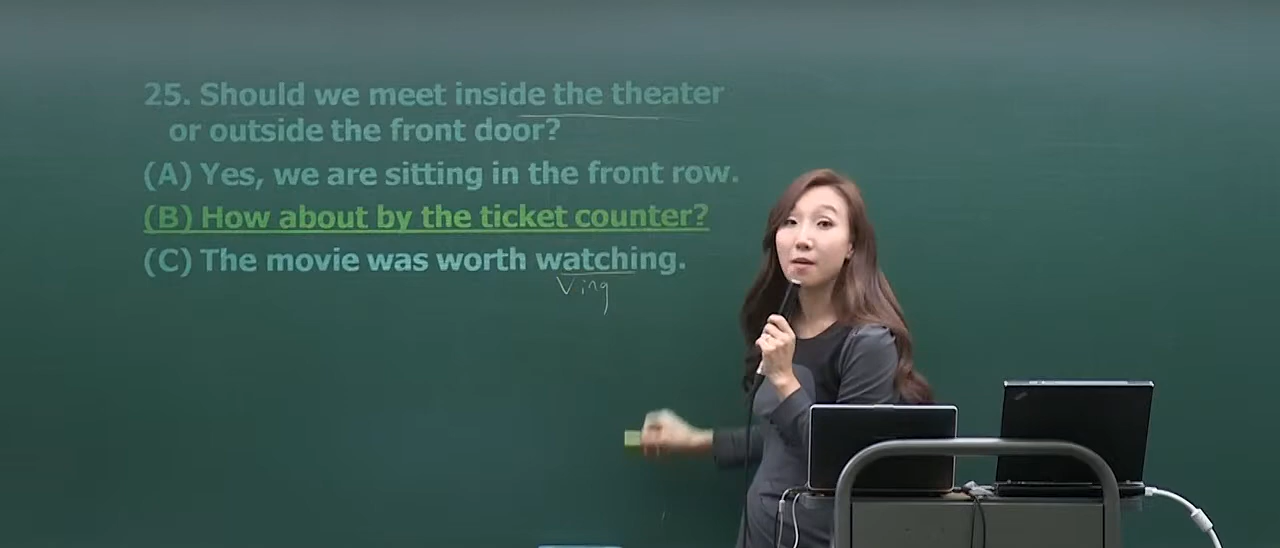 25. Should we meet inside the theater
or outside the front door?
(A) Yes, we are sitting in the front row.
(B) How about by the ticket counter?
(C) The movie was worth watching.
Ving